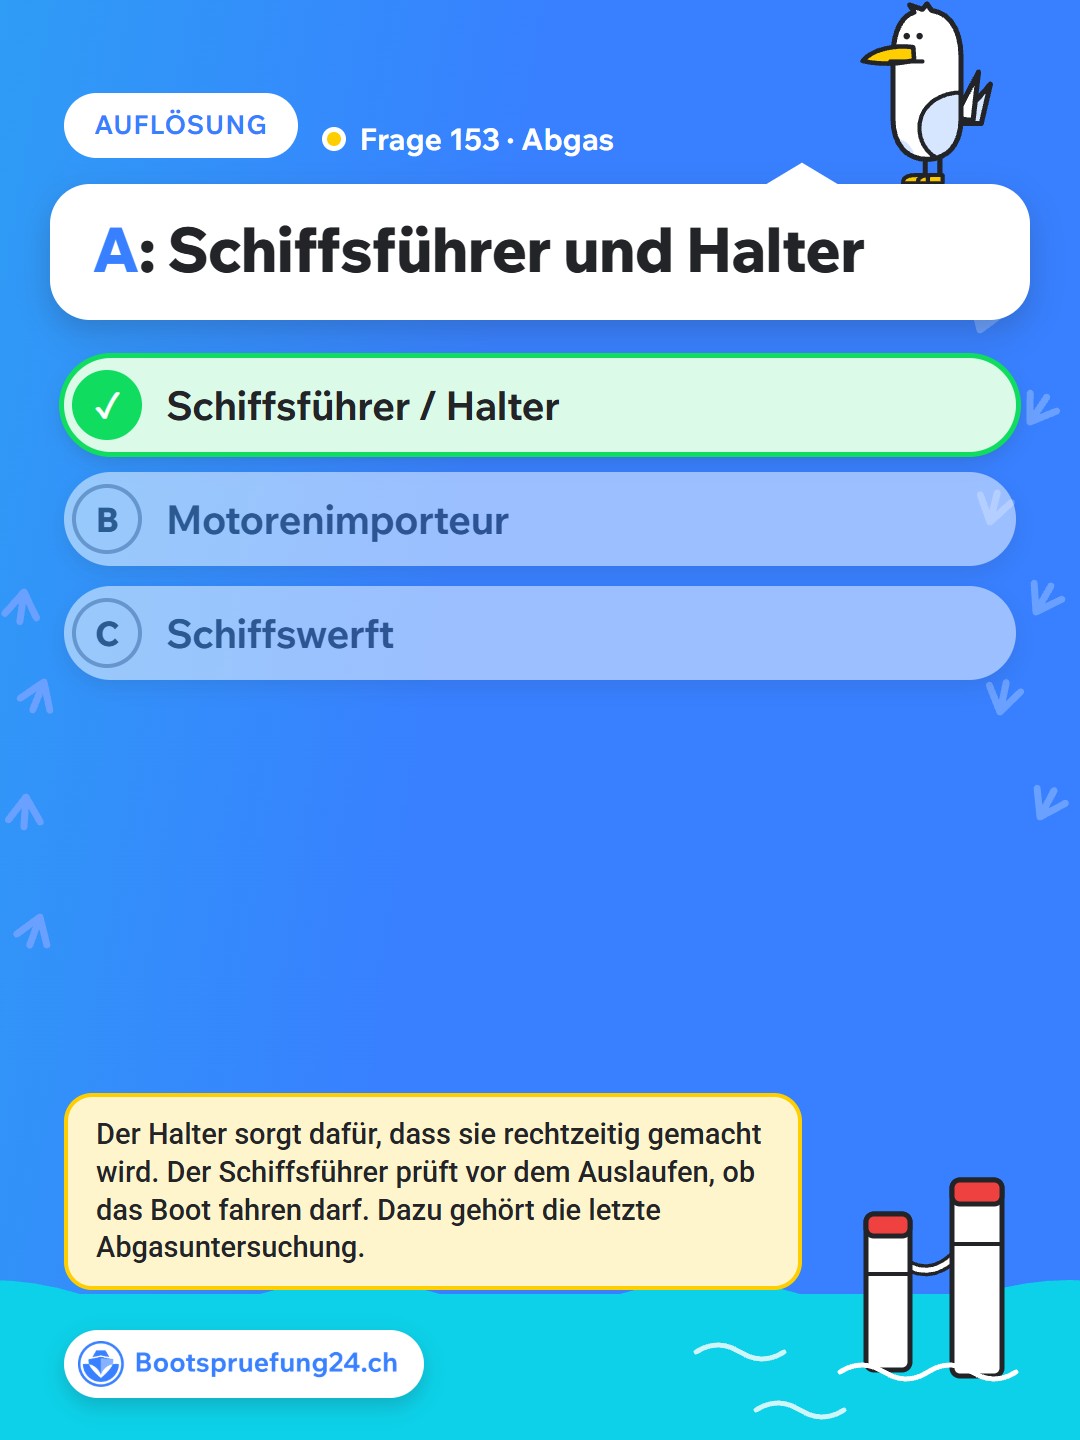 AUFLÖSUNG
Frage 153 · Abgas
A: Schiffsführer und Halter
Schiffsführer / Halter
B Motorenimporteur
C Schiffswerft
Der Halter sorgt dafür, dass sie rechtzeitig gemacht
wird. Der Schiffsführer prüft vor dem Auslaufen, ob
das Boot fahren darf. Dazu gehört die letzte
Abgasuntersuchung.
Bootspruefung24.ch